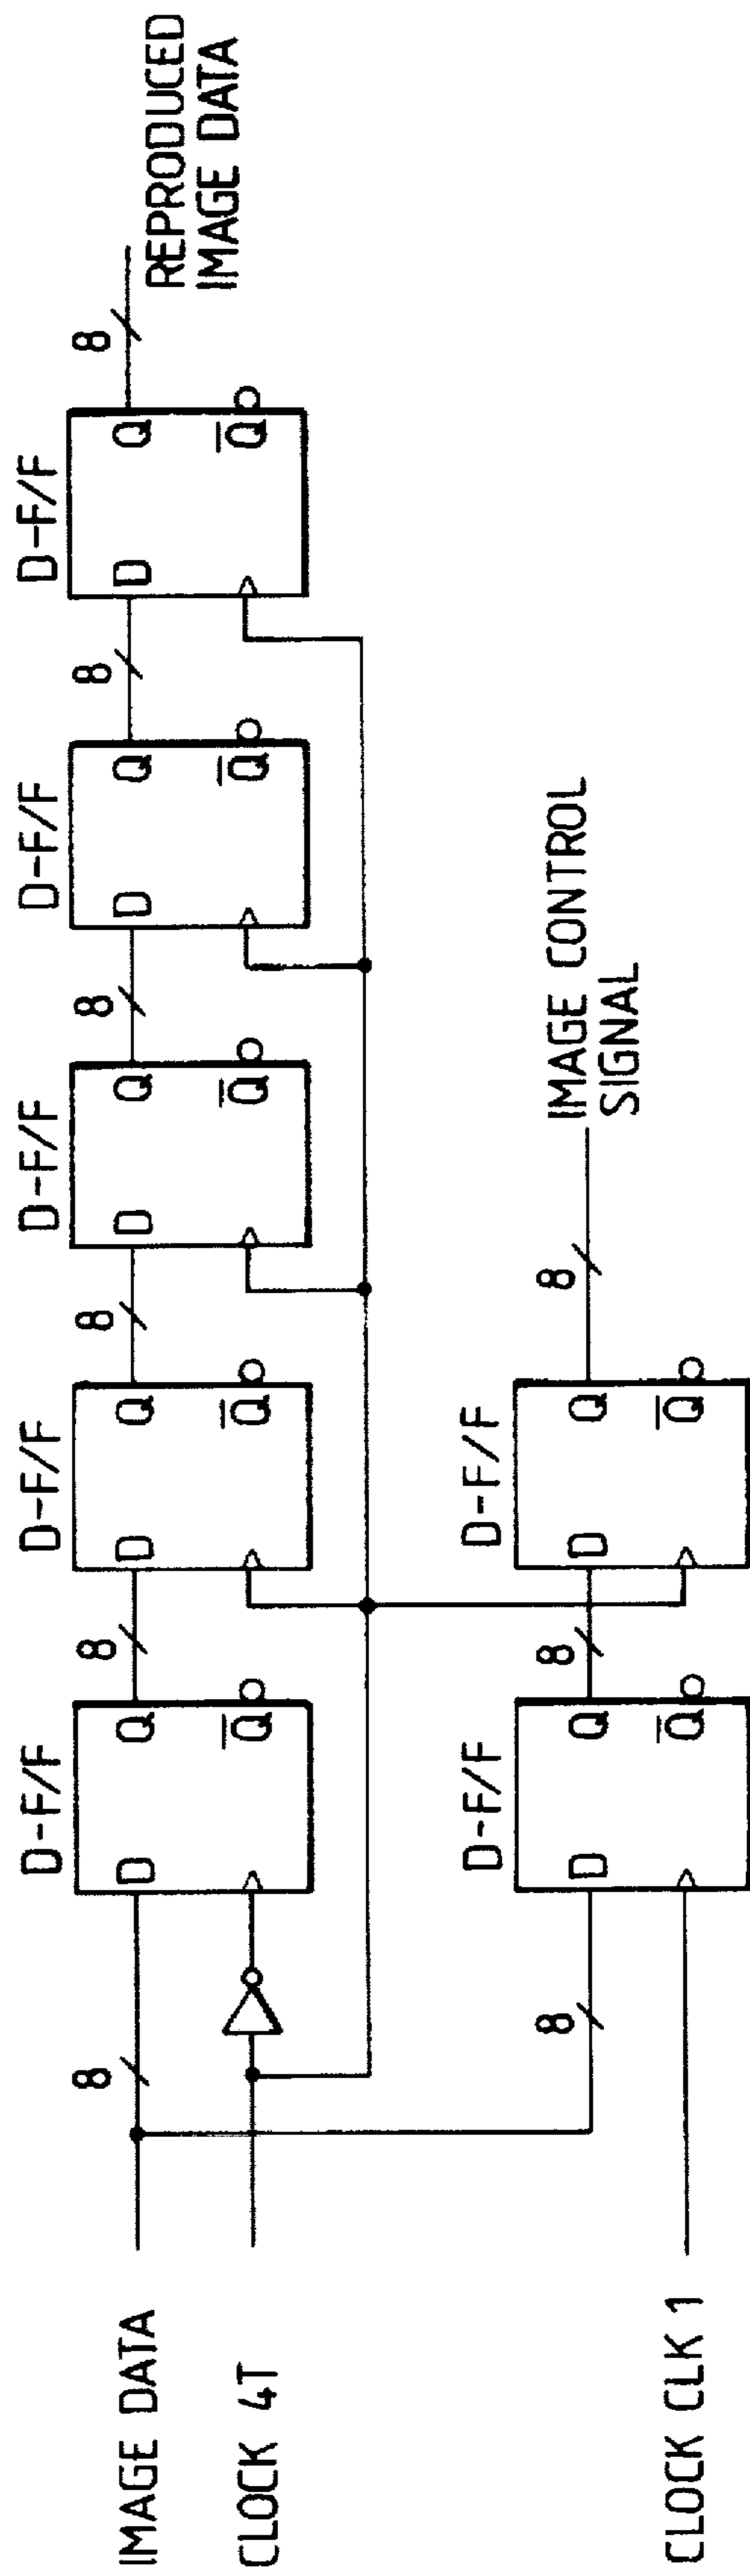 D-F/F
D-F/F
D-F/F
D-F/F
D-F/F
IMAGE DATA
8
D
Q
8
D
Q
8
D
Q
8
D
Q
8
D
Q
8
REPRODUCED
IMAGE DATA
CLOCK 4T
Q̅
Q̅
Q̅
Q̅
Q̅
D-F/F
D-F/F
8
D
Q
8
D
Q
8
IMAGE CONTROL
SIGNAL
CLOCK CLK 1
Q̅
Q̅